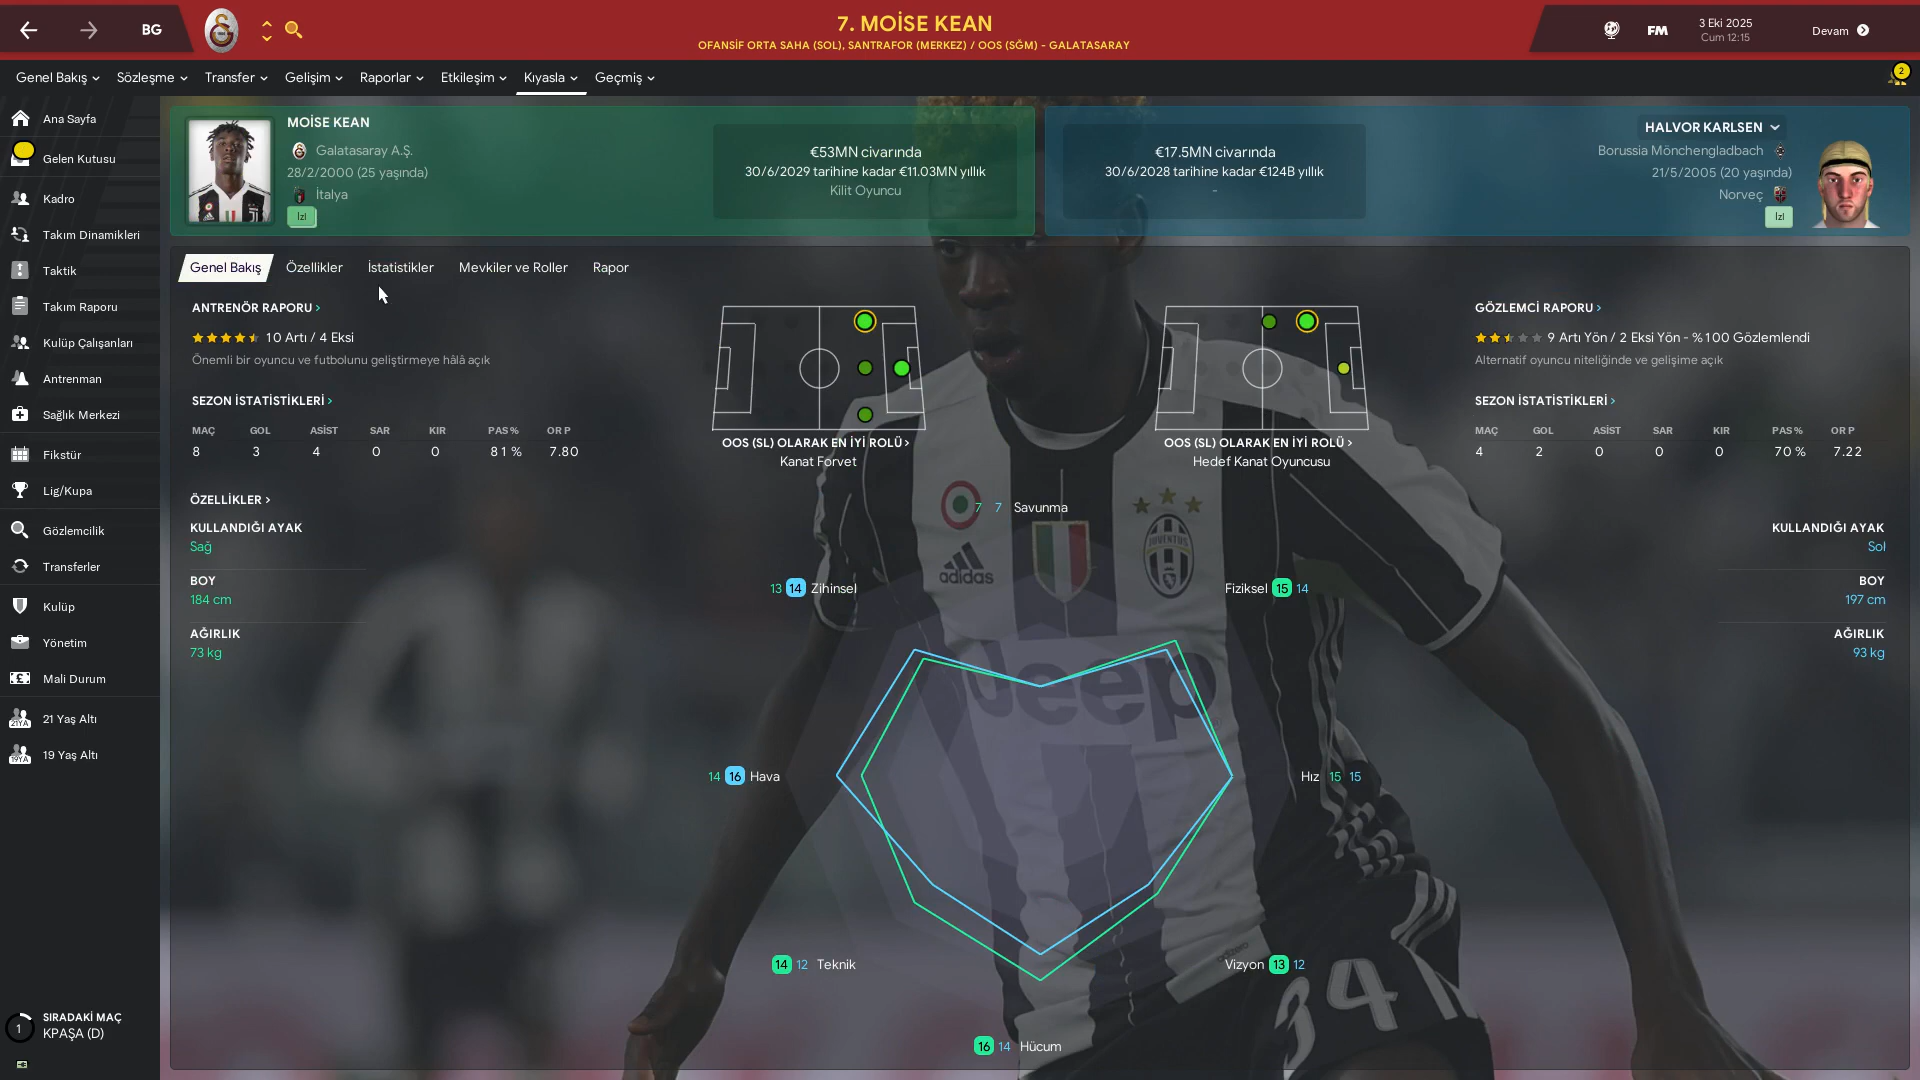 BG
7. MOİSE KEAN
OFANSİF ORTA SAHA (SOL), SANTRAFOR (MERKEZ) / OOS (SĞM) - GALATASARAY
FM
3 Eki 2025
Cum 12:15
Devam
Genel Bakış
Sözleşme
Transfer
Gelişim
Raporlar
Etkileşim
Kıyasla
Geçmiş
2
Ana Sayfa
Gelen Kutusu
Kadro
Takım Dinamikleri
Taktik
Takım Raporu
Kulüp Çalışanları
Antrenman
Sağlık Merkezi
Fikstür
Lig/Kupa
Gözlemcilik
Transferler
Kulüp
Yönetim
Mali Durum
21YA
21 Yaş Altı
19YA
19 Yaş Altı
1
SIRADAKİ MAÇ
KPAŞA (D)
MOİSE KEAN
Galatasaray A.Ş.
28/2/2000 (25 yaşında)
İtalya
İzl
€53MN civarında
30/6/2029 tarihine kadar €11.03MN yıllık
Kilit Oyuncu
€17.5MN civarında
30/6/2028 tarihine kadar €124B yıllık
-
HALVOR KARLSEN
Borussia Mönchengladbach
21/5/2005 (20 yaşında)
Norveç
İzl
Genel Bakış
Özellikler
İstatistikler
Mevkiler ve Roller
Rapor
ANTRENÖR RAPORU >
10 Artı / 4 Eksi
Önemli bir oyuncu ve futbolunu geliştirmeye hâlâ açık
SEZON İSTATİSTİKLERİ >
MAÇ GOL ASİST SAR KIR PAS % OR P
8 3 4 0 0 81 % 7.80
ÖZELLİKLER >
KULLANDIĞI AYAK
Sağ
BOY
184 cm
AĞIRLIK
73 kg
OOS (SL) OLARAK EN İYİ ROLÜ >
Kanat Forvet
OOS (SL) OLARAK EN İYİ ROLÜ >
Hedef Kanat Oyuncusu
GÖZLEMCİ RAPORU >
9 Artı Yön / 2 Eksi Yön - %100 Gözlemlendi
Alternatif oyuncu niteliğinde ve gelişime açık
SEZON İSTATİSTİKLERİ >
MAÇ GOL ASİST SAR KIR PAS % OR P
4 2 0 0 0 70 % 7.22
KULLANDIĞI AYAK
Sol
BOY
197 cm
AĞIRLIK
93 kg
7 7 Savunma
13 14 Zihinsel
Fiziksel 15 14
14 16 Hava
Hız 15 15
14 12 Teknik
Vizyon 13 12
16 14 Hücum
adidas
JUVENTUS
Jeep
34